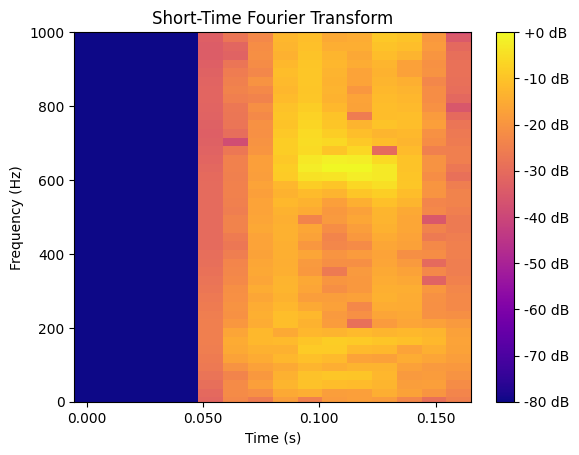 Short-Time Fourier Transform
1000
800
600
400
200
0
Frequency (Hz)
0.000
0.050
0.100
0.150
Time (s)
+0 dB
-10 dB
-20 dB
-30 dB
-40 dB
-50 dB
-60 dB
-70 dB
-80 dB